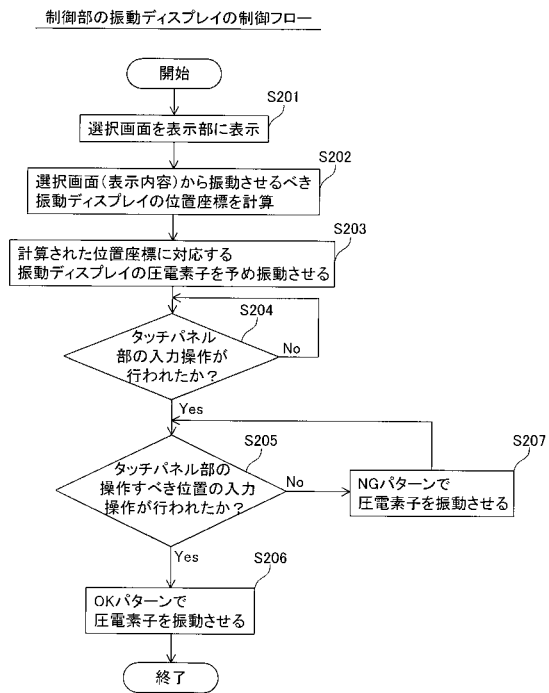 制御部の振動ディスプレイの制御フロー
開始
S201
選択画面を表示部に表示
S202
選択画面(表示内容)から振動させるべき
振動ディスプレイの位置座標を計算
S203
計算された位置座標に対応する
振動ディスプレイの圧電素子を予め振動させる
S204
タッチパネル
部の入力操作が
行われたか?
No
Yes
S205
タッチパネル部の
操作すべき位置の入力
操作が行われたか?
No
S207
NGパターンで
圧電素子を振動させる
Yes
S206
OKパターンで
圧電素子を振動させる
終了